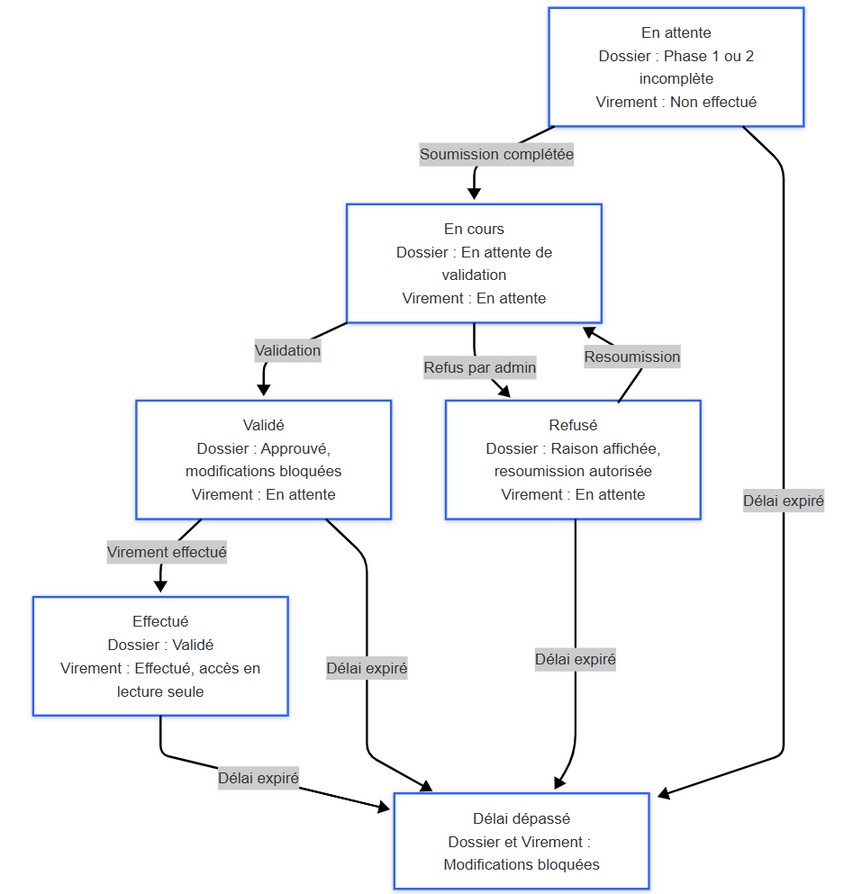 En attente
Dossier : Phase 1 ou 2
incomplète
Virement : Non effectué
Soumission complétée
En cours
Dossier : En attente de
validation
Virement : En attente
Validation
Refus par admin
Resoumission
Validé
Dossier : Approuvé,
modifications bloquées
Virement : En attente
Refusé
Dossier : Raison affichée,
resoumission autorisée
Virement : En attente
Délai expiré
Virement effectué
Effectué
Dossier : Validé
Virement : Effectué, accès en
lecture seule
Délai expiré
Délai expiré
Délai expiré
Délai dépassé
Dossier et Virement :
Modifications bloquées